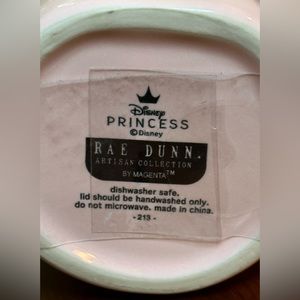 Disney
PRINCESS
©Disney
RAE DUNN.
ARTISAN COLLECTION
BY MAGENTA™
dishwasher safe.
lid should be handwashed only.
do not microwave. made in china.
- 213 -